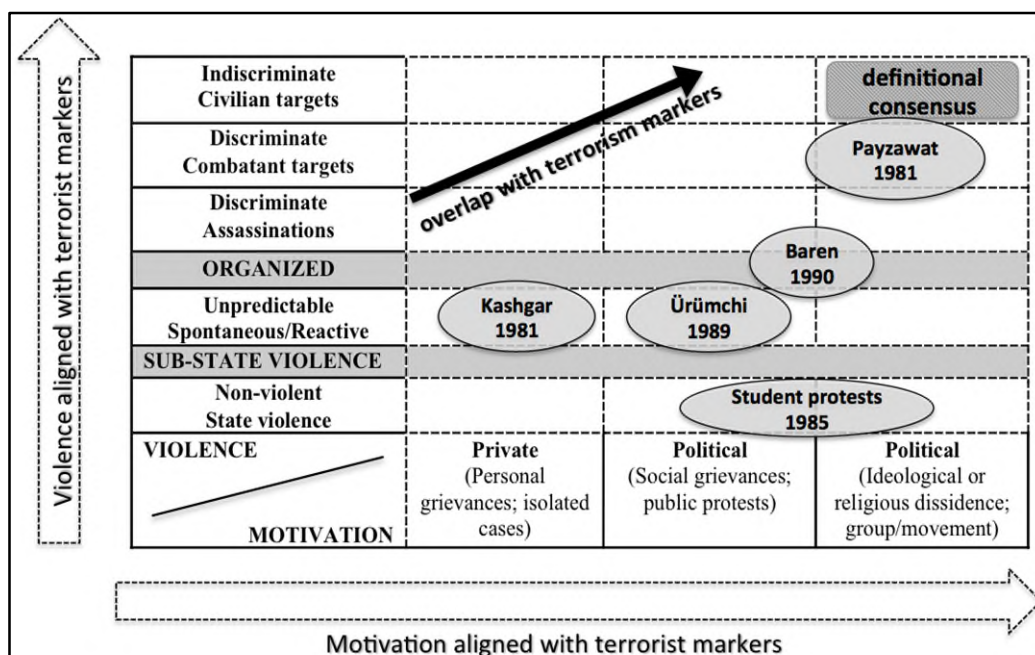 Violence aligned with terrorist markers
Indiscriminate
Civilian targets
definitional
consensus
overlap with terrorism markers
Discriminate
Combatant targets
Payzawat
1981
Discriminate
Assassinations
Baren
1990
ORGANIZED
Unpredictable
Spontaneous/Reactive
Kashgar
1981
Ürümchi
1989
SUB-STATE VIOLENCE
Non-violent
State violence
Student protests
1985
VIOLENCE
MOTIVATION
Private
(Personal
grievances; isolated
cases)
Political
(Social grievances;
public protests)
Political
(Ideological or
religious dissidence;
group/movement)
Motivation aligned with terrorist markers